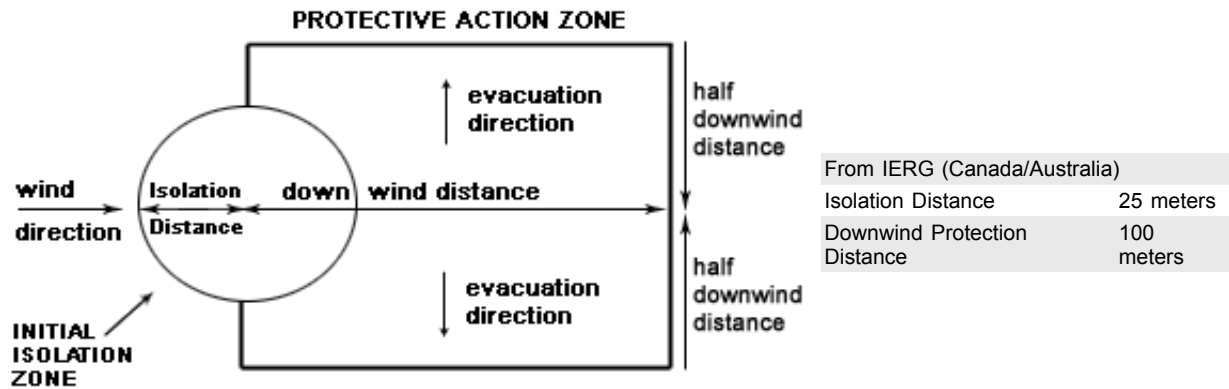 PROTECTIVE ACTION ZONE
evacuation
direction
half
downwind
distance
wind
direction
Isolation
Distance
down wind distance
evacuation
direction
half
downwind
distance
INITIAL
ISOLATION
ZONE
From IERG (Canada/Australia)
Isolation Distance 25 meters
Downwind Protection 100
Distance meters